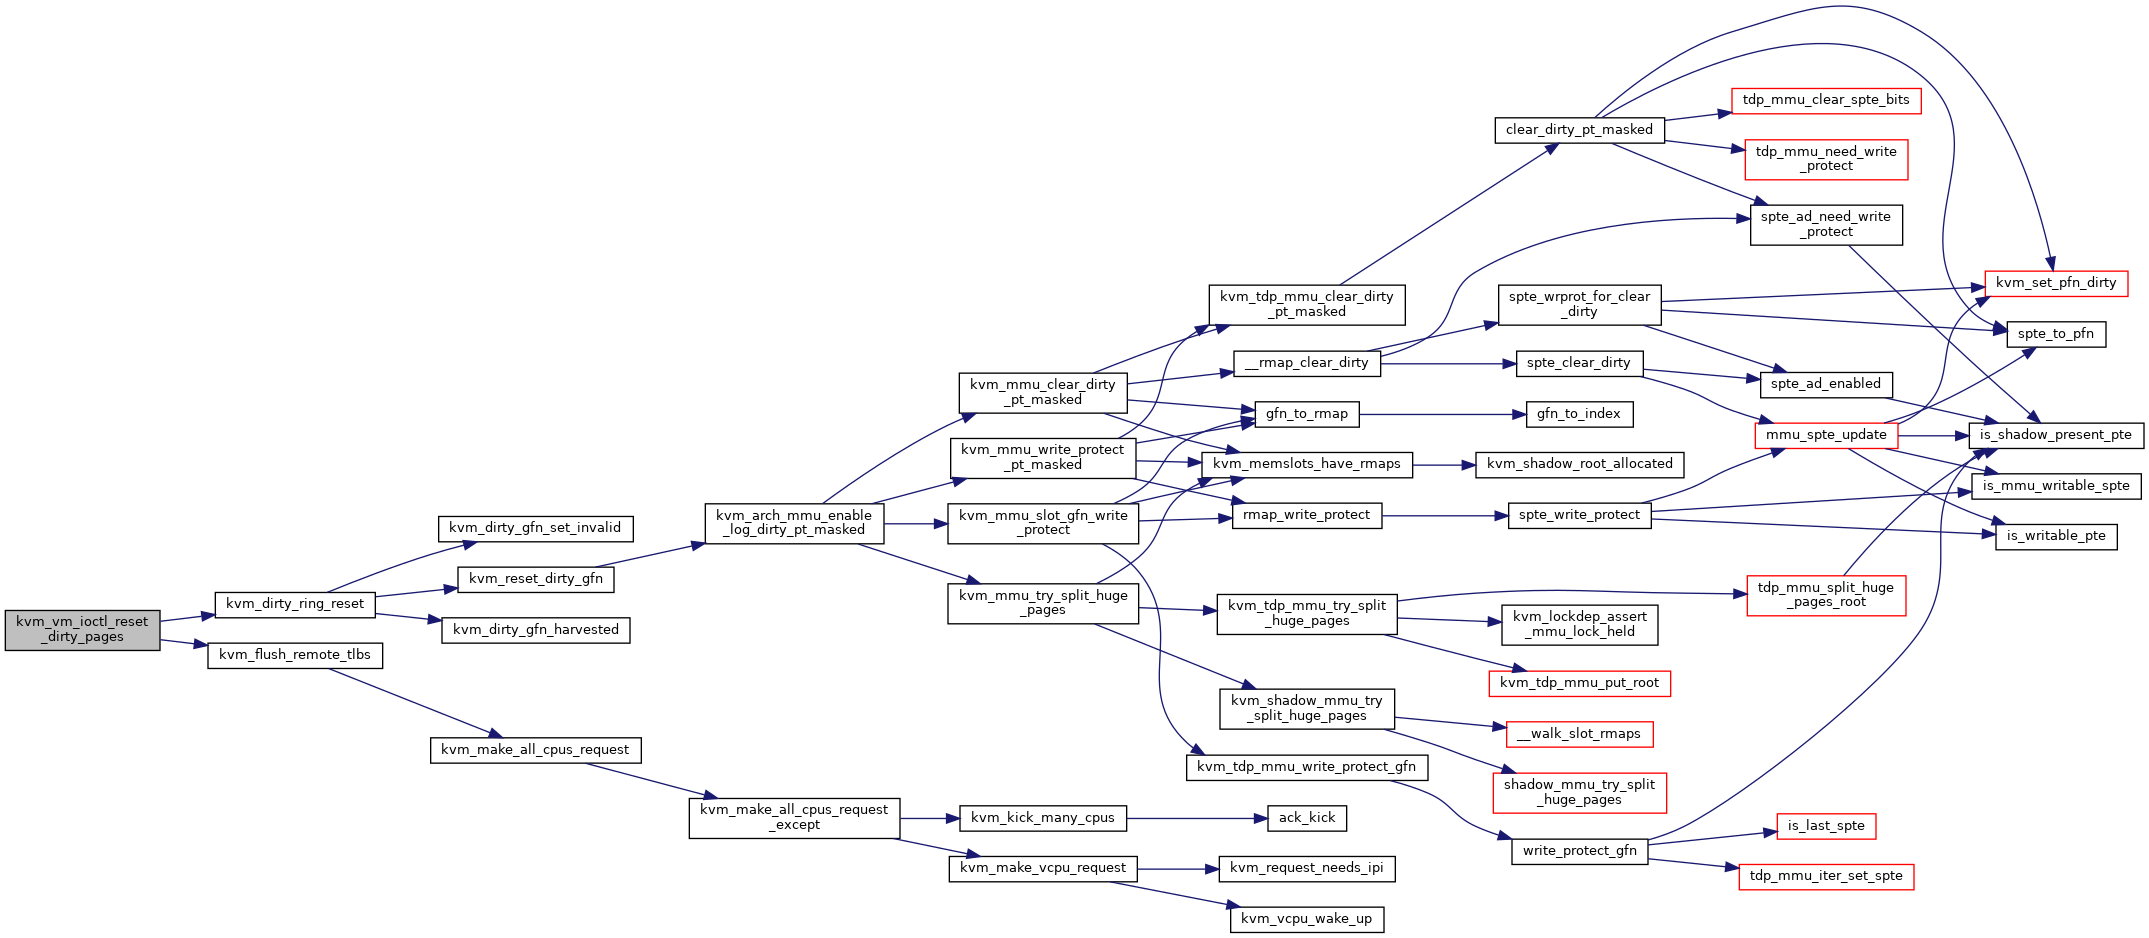 kvm_vm_ioctl_reset
_dirty_pages
kvm_dirty_ring_reset
kvm_flush_remote_tlbs
kvm_dirty_gfn_set_invalid
kvm_reset_dirty_gfn
kvm_dirty_gfn_harvested
kvm_make_all_cpus_request
kvm_arch_mmu_enable
_log_dirty_pt_masked
kvm_make_all_cpus_request
_except
kvm_mmu_clear_dirty
_pt_masked
kvm_mmu_write_protect
_pt_masked
kvm_mmu_slot_gfn_write
_protect
kvm_mmu_try_split_huge
_pages
kvm_kick_many_cpus
kvm_make_vcpu_request
kvm_tdp_mmu_clear_dirty
_pt_masked
__rmap_clear_dirty
gfn_to_rmap
kvm_memslots_have_rmaps
rmap_write_protect
kvm_tdp_mmu_try_split
_huge_pages
kvm_shadow_mmu_try
_split_huge_pages
kvm_tdp_mmu_write_protect_gfn
ack_kick
kvm_request_needs_ipi
kvm_vcpu_wake_up
clear_dirty_pt_masked
spte_wrprot_for_clear
_dirty
spte_clear_dirty
gfn_to_index
kvm_shadow_root_allocated
spte_write_protect
kvm_lockdep_assert
_mmu_lock_held
kvm_tdp_mmu_put_root
__walk_slot_rmaps
shadow_mmu_try_split
_huge_pages
write_protect_gfn
tdp_mmu_clear_spte_bits
tdp_mmu_need_write
_protect
spte_ad_need_write
_protect
spte_ad_enabled
mmu_spte_update
tdp_mmu_split_huge
_pages_root
is_last_spte
tdp_mmu_iter_set_spte
kvm_set_pfn_dirty
spte_to_pfn
is_shadow_present_pte
is_mmu_writable_spte
is_writable_pte